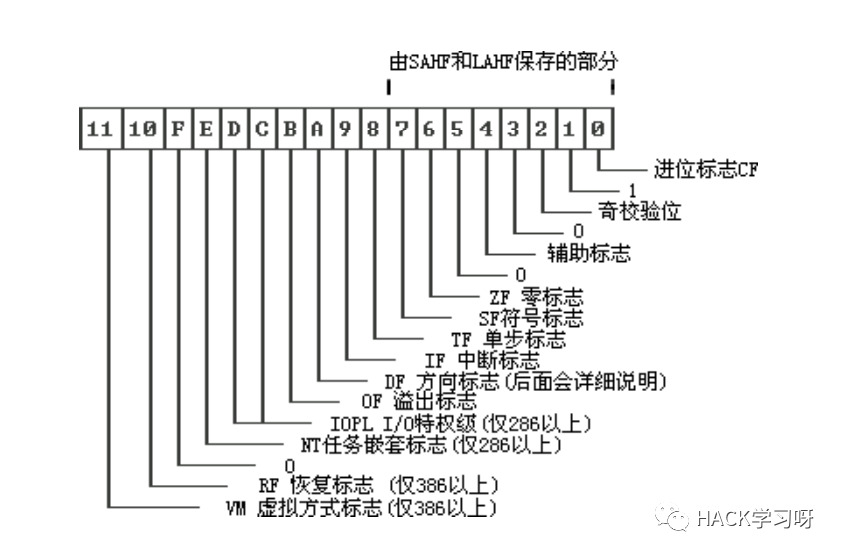 由SAHF和LAHF保存的部分
11 10 F E D C B A 9 8 7 6 5 4 3 2 1 0
进位标志CF
1
奇校验位
0
辅助标志
0
ZF 零标志
SF符号标志
TF 单步标志
IF 中断标志
DF 方向标志(后面会详细说明)
OF 溢出标志
IOPL I/O特权级(仅286以上)
NT任务嵌套标志(仅286以上)
0
RF 恢复标志 (仅386以上)
VM 虚拟方式标志(仅386以上)
HACK学习呀